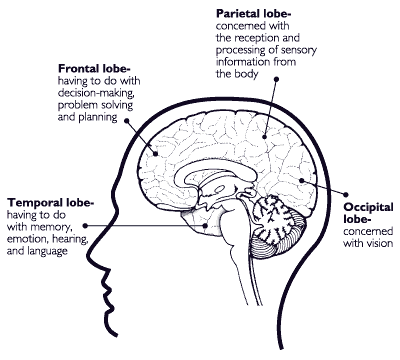 Parietal lobe-
concerned with
the reception and
processing of sensory
information from
the body
Frontal lobe-
having to do with
decision-making,
problem solving
and planning
Temporal lobe-
having to do
with memory,
emotion, hearing,
and language
Occipital
lobe-
concerned
with vision